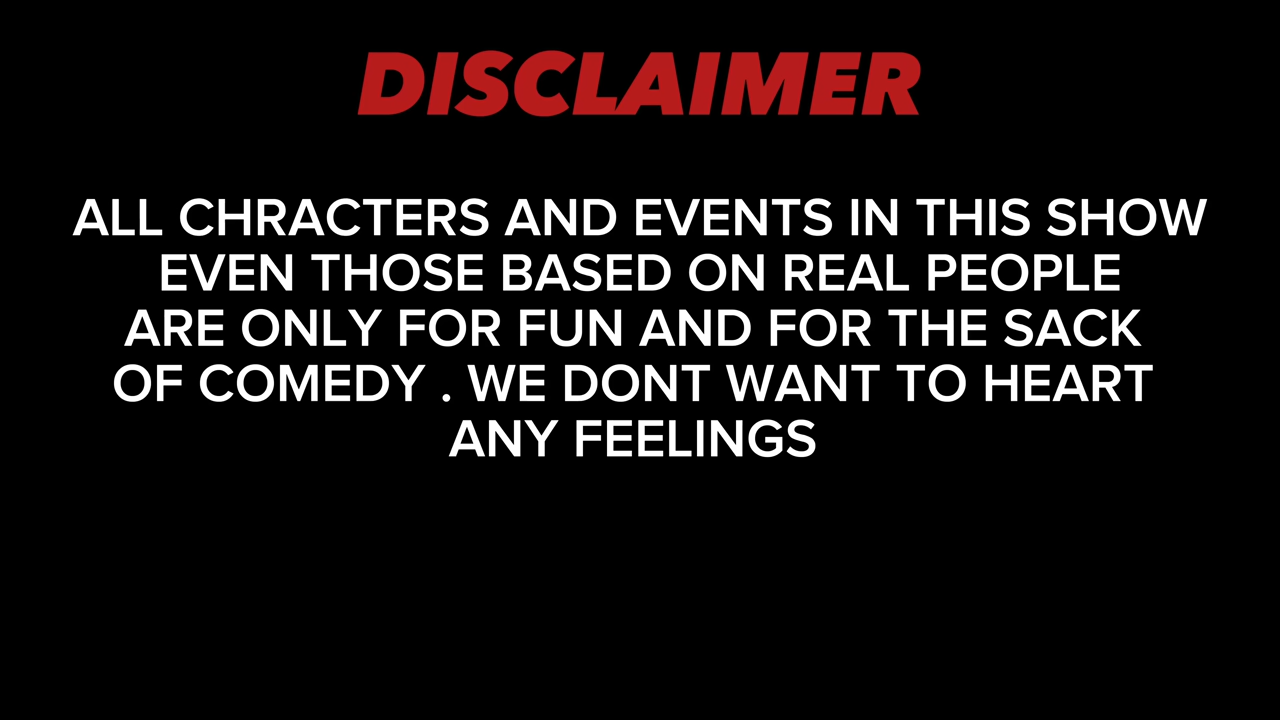 DISCLAIMER
ALL CHRACTERS AND EVENTS IN THIS SHOW
EVEN THOSE BASED ON REAL PEOPLE
ARE ONLY FOR FUN AND FOR THE SACK
OF COMEDY . WE DONT WANT TO HEART
ANY FEELINGS